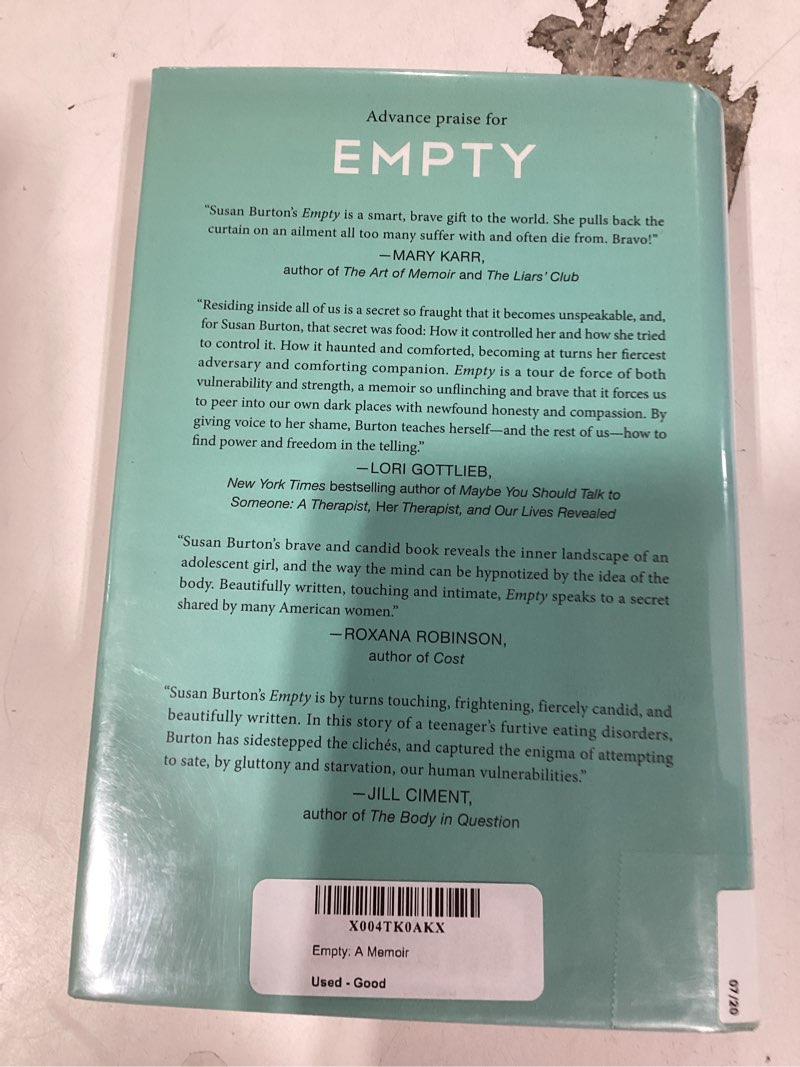 Advance praise for
EMPTY
“Susan Burton’s Empty is a smart, brave gift to the world. She pulls back the
curtain on an ailment all too many suffer with and often die from. Bravo!”
—MARY KARR,
author of The Art of Memoir and The Liars’ Club
“Residing inside all of us is a secret so fraught that it becomes unspeakable, and,
for Susan Burton, that secret was food: How it controlled her and how she tried
to control it. How it haunted and comforted, becoming at turns her fiercest
adversary and comforting companion. Empty is a tour de force of both
vulnerability and strength, a memoir so unflinching and brave that it forces us
to peer into our own dark places with newfound honesty and compassion. By
giving voice to her shame, Burton teaches herself—and the rest of us—how to
find power and freedom in the telling.”
—LORI GOTTLIEB,
New York Times bestselling author of Maybe You Should Talk to
Someone: A Therapist, Her Therapist, and Our Lives Revealed
“Susan Burton’s brave and candid book reveals the inner landscape of an
adolescent girl, and the way the mind can be hypnotized by the idea of the
body. Beautifully written, touching and intimate, Empty speaks to a secret
shared by many American women.”
—ROXANA ROBINSON,
author of Cost
“Susan Burton’s Empty is by turns touching, frightening, fiercely candid, and
beautifully written. In this story of a teenager’s furtive eating disorders,
Burton has sidestepped the clichés, and captured the enigma of attempting
to sate, by gluttony and starvation, our human vulnerabilities.”
—JILL CIMENT,
author of The Body in Question
X004TK0AKX
Empty: A Memoir
Used - Good
07/20